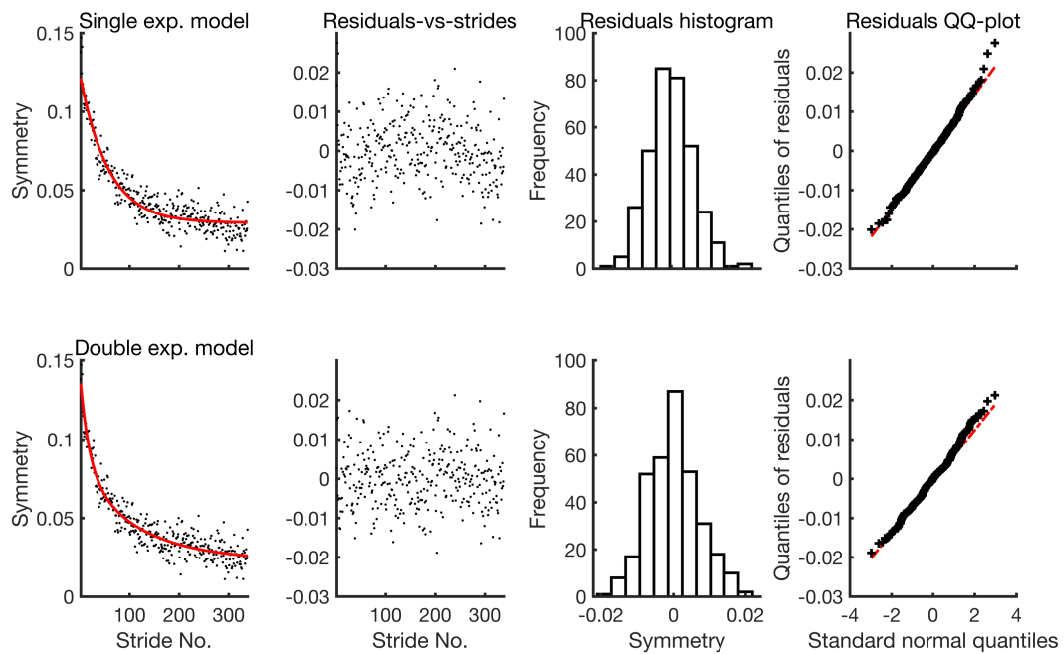 Single exp. model
Residuals-vs-strides
Residuals histogram
Residuals QQ-plot
Symmetry
0.15
0.1
0.05
0
0.02
0.01
0
-0.01
-0.02
-0.03
Frequency
100
80
60
40
20
0
Quantiles of residuals
0.02
0.01
0
-0.01
-0.02
-0.03
Double exp. model
Symmetry
0.15
0.1
0.05
0
100 200 300
Stride No.
0.02
0.01
0
-0.01
-0.02
-0.03
100 200 300
Stride No.
Frequency
100
80
60
40
20
0
-0.02 0 0.02
Symmetry
Quantiles of residuals
0.02
0.01
0
-0.01
-0.02
-0.03
-4 -2 0 2 4
Standard normal quantiles